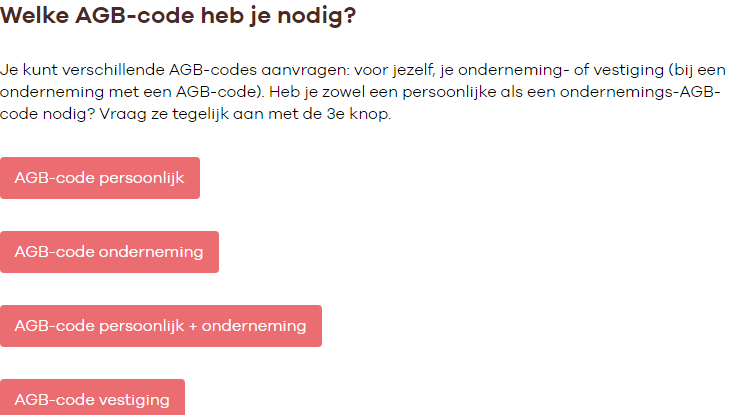 Welke AGB-code heb je nodig?
Je kunt verschillende AGB-codes aanvragen: voor jezelf, je onderneming- of vestiging (bij een
onderneming met een AGB-code). Heb je zowel een persoonlijke als een ondernemings-AGB-
code nodig? Vraag ze tegelijk aan met de 3e knop.
AGB-code persoonlijk
AGB-code onderneming
AGB-code persoonlijk + onderneming
AGB-code vestiging